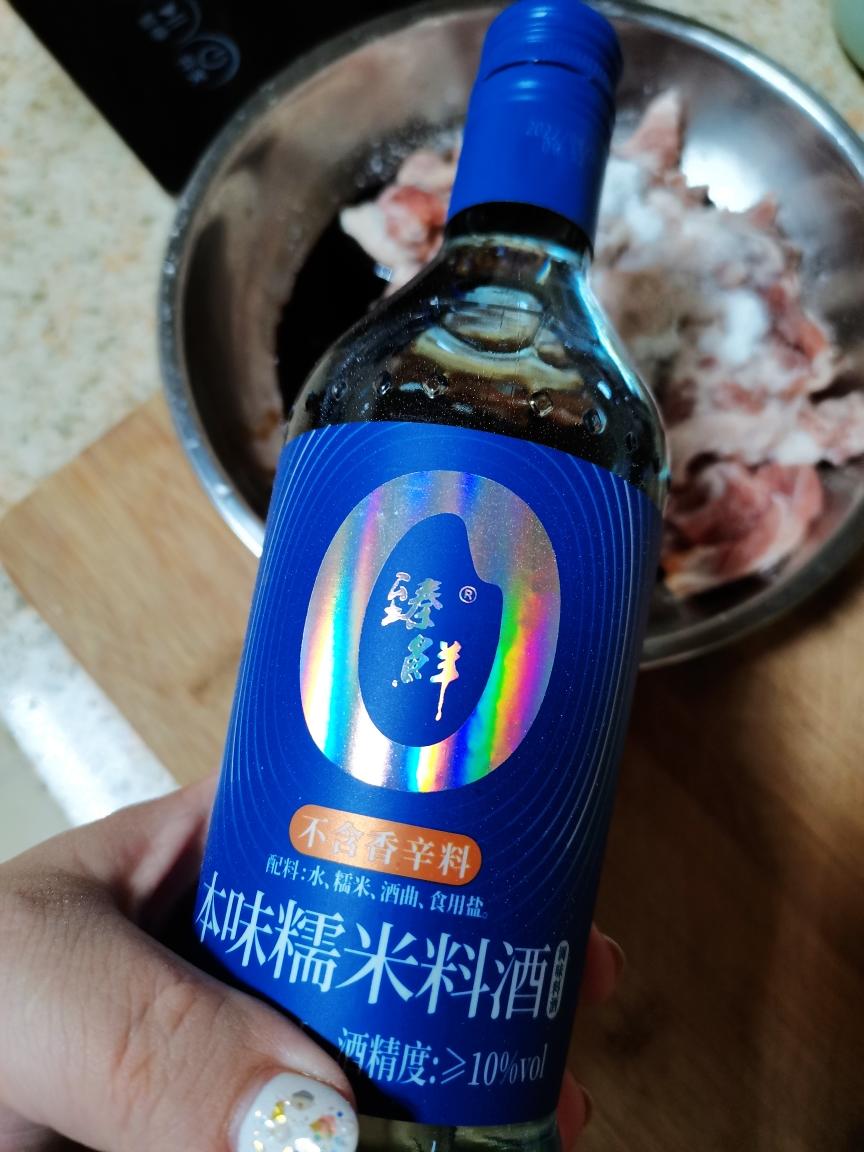 臻
鲜®
不含香辛料
配料:水、糯米、酒曲、食用盐。
本味糯米料酒
酒精度:≥10%vol